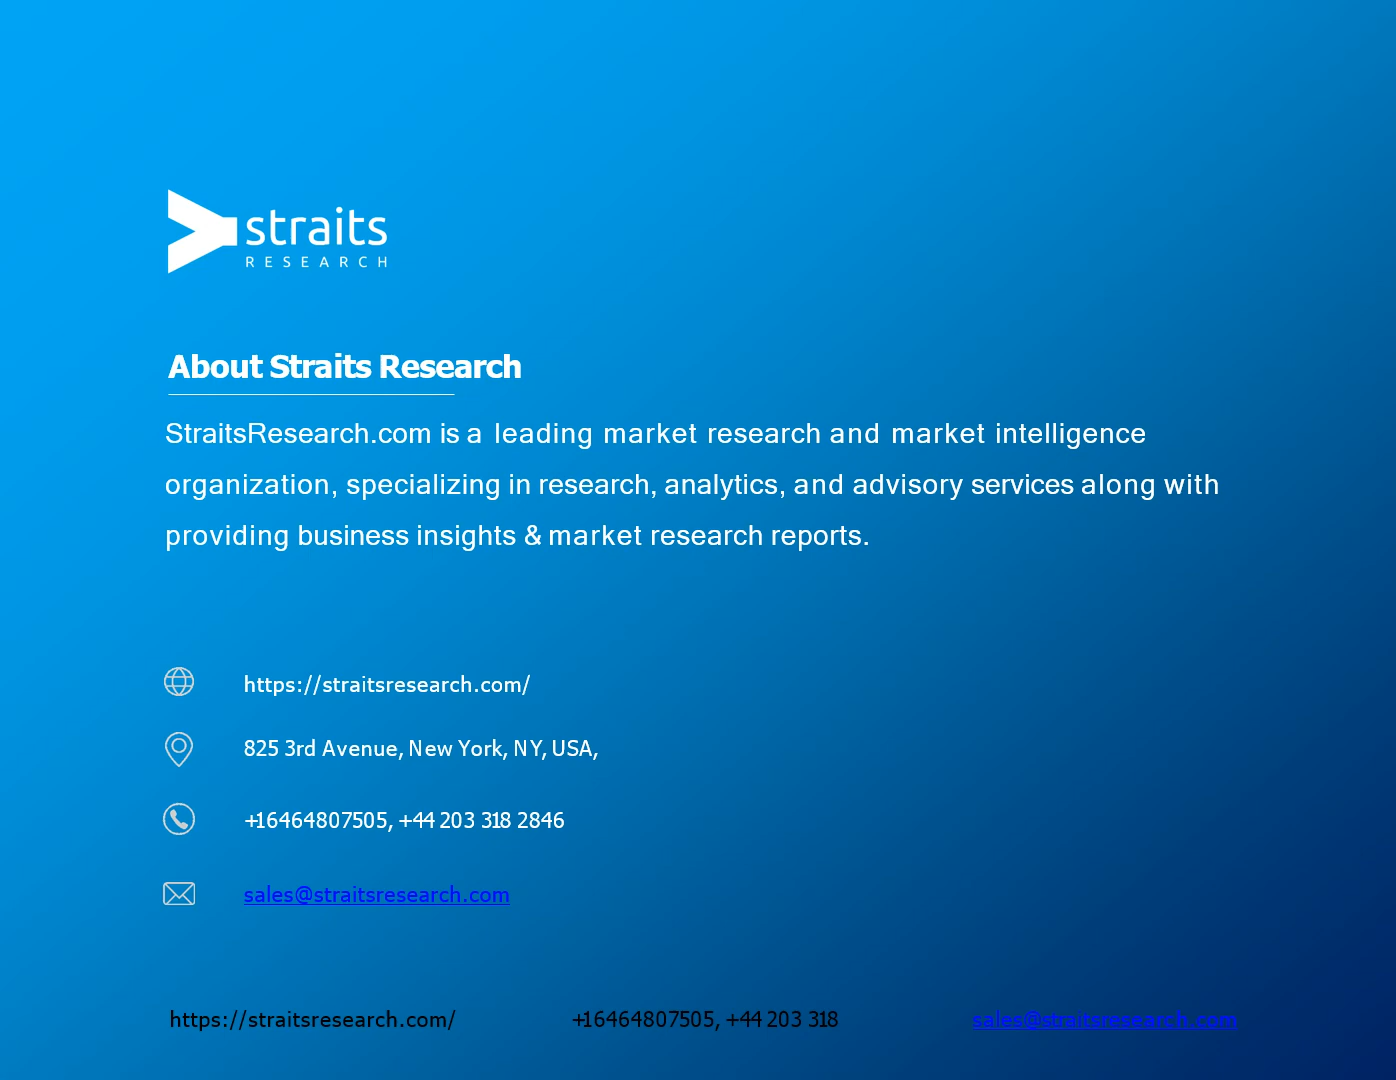 straits
RESEARCH
About Straits Research
StraitsResearch.com is a leading market research and market intelligence
organization, specializing in research, analytics, and advisory services along with
providing business insights & market research reports.
https://straitsresearch.com/
825 3rd Avenue, New York, NY, USA,
+16464807505, +44 203 318 2846
sales@straitsresearch.com
https://straitsresearch.com/ +16464807505, +44 203 318 sales@straitsresearch.com